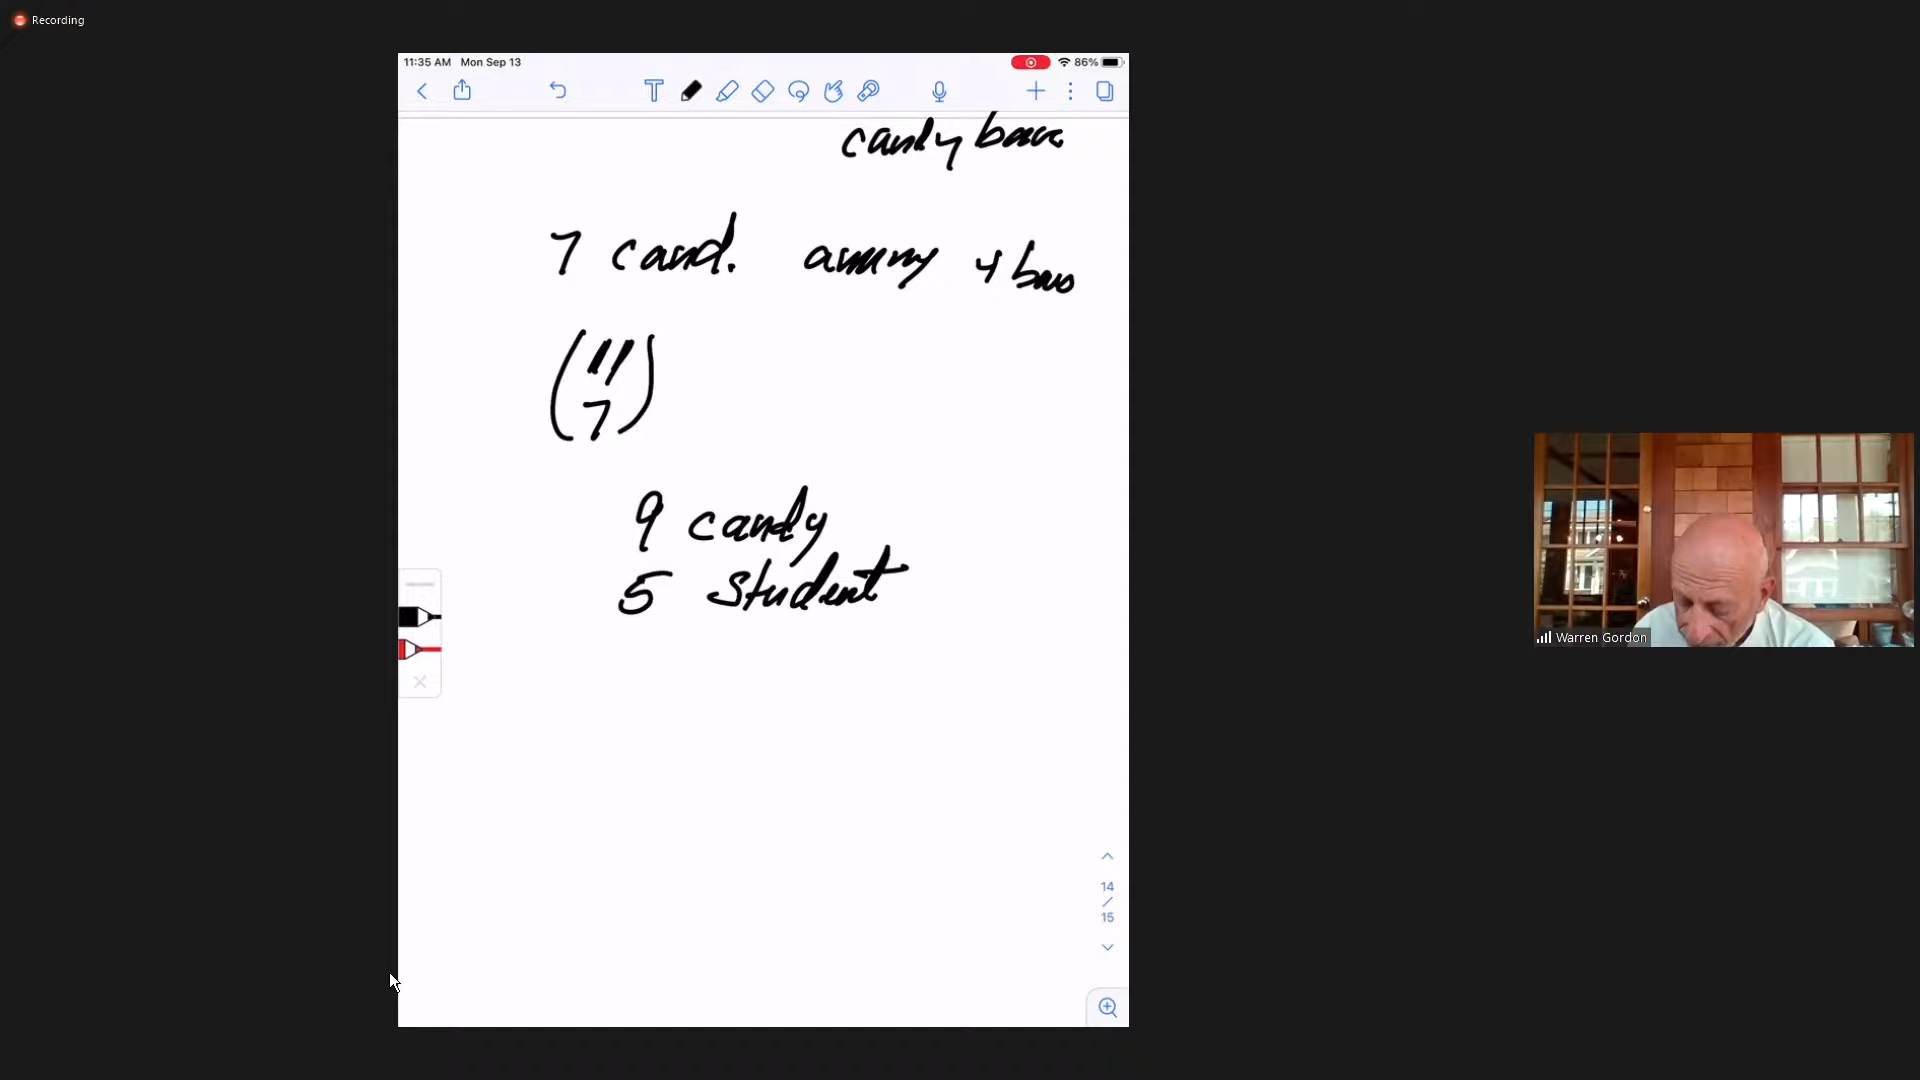 Recording
11:35 AM Mon Sep 13
86%
T
candy bars
7 cand. among 4 bars
(11
7)
9 candy
5 student
14
/
15
Warren Gordon